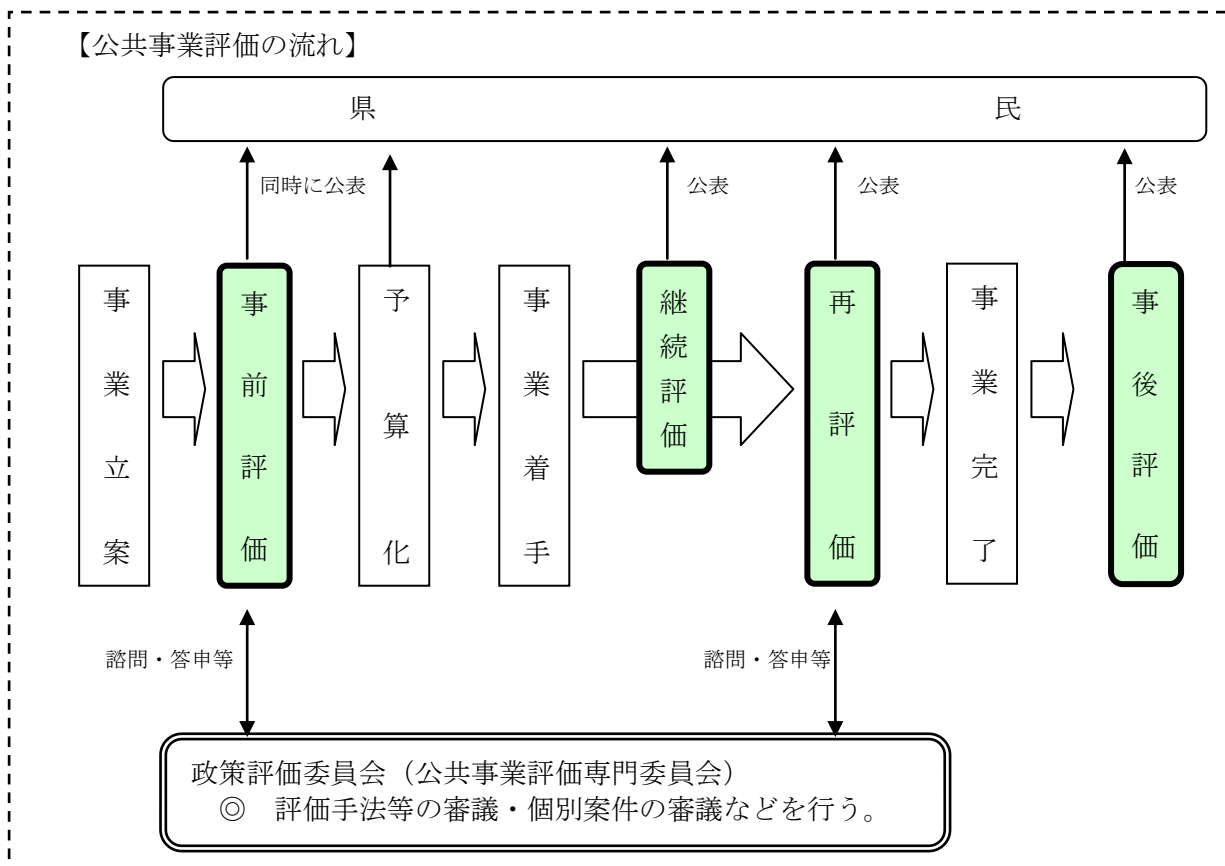 【公共事業評価の流れ】
県 民
同時に公表
公表
公表
公表
事業立案
事前評価
予算化
事業着手
継続評価
再評価
事業完了
事後評価
諮問・答申等
諮問・答申等
政策評価委員会（公共事業評価専門委員会）
◎ 評価手法等の審議・個別案件の審議などを行う。